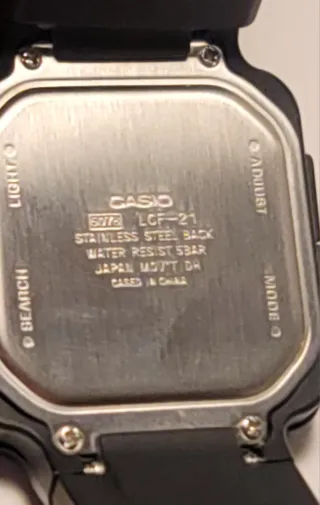 LIGHT
ADJUST
CASIO
LCF-21
STAINLESS STEEL BACK
WATER RESIST 5BAR
JAPAN MOV'T DH
CASED IN CHINA
SEARCH
MODE